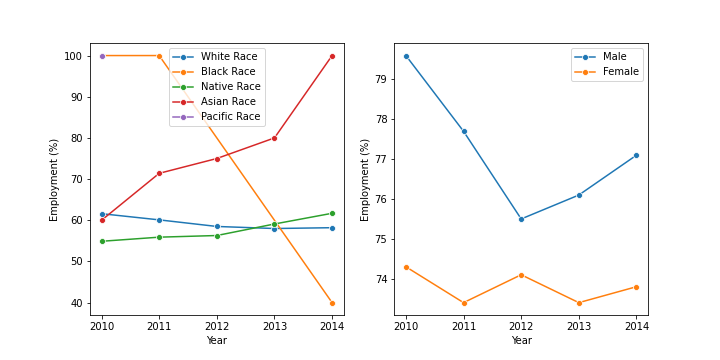 100
90
80
70
60
50
40
Employment (%)
2010
2011
2012
2013
2014
Year
White Race
Black Race
Native Race
Asian Race
Pacific Race
79
78
77
76
75
74
Employment (%)
2010
2011
2012
2013
2014
Year
Male
Female